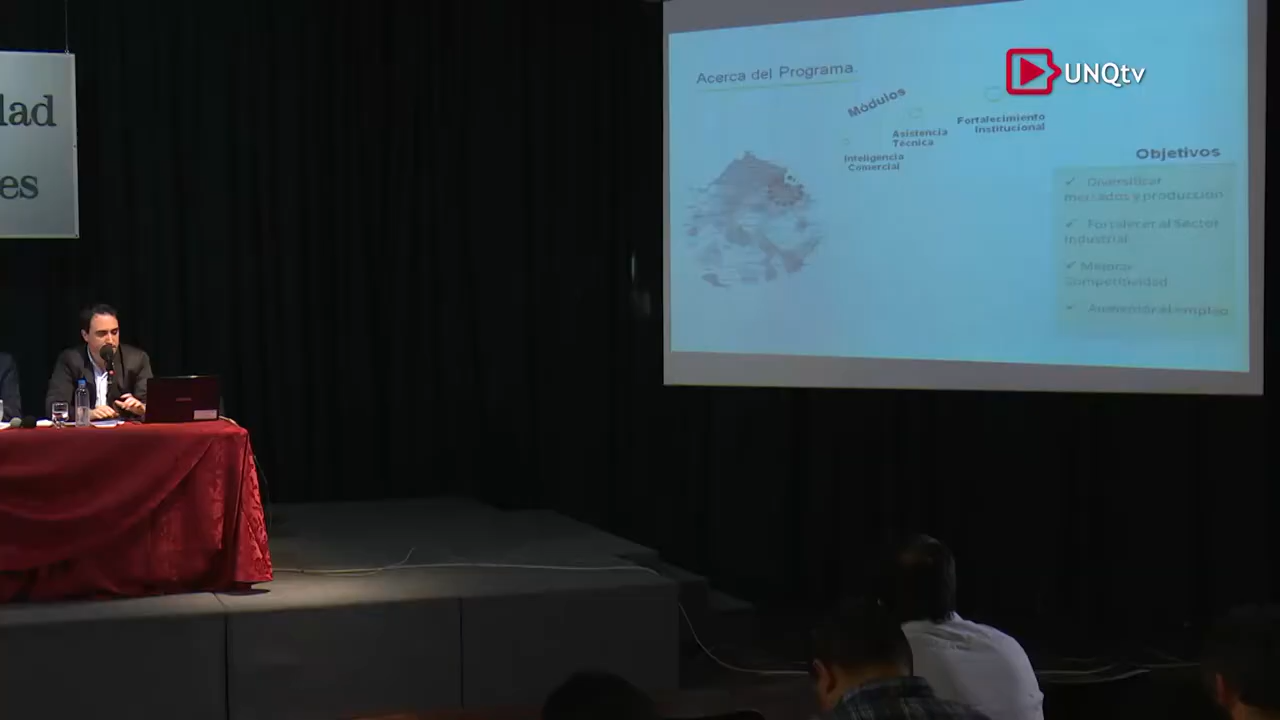 dad
es
UNQtv
Acerca del Programa
Módulos
Fortalecimiento
Institucional
Asistencia
Técnica
Inteligencia
Comercial
Objetivos
✓ Diversificar
mercados y producción
✓ Fortalecer al Sector
Industrial
✓ Mejorar
Competitividad
Aumentar el empleo